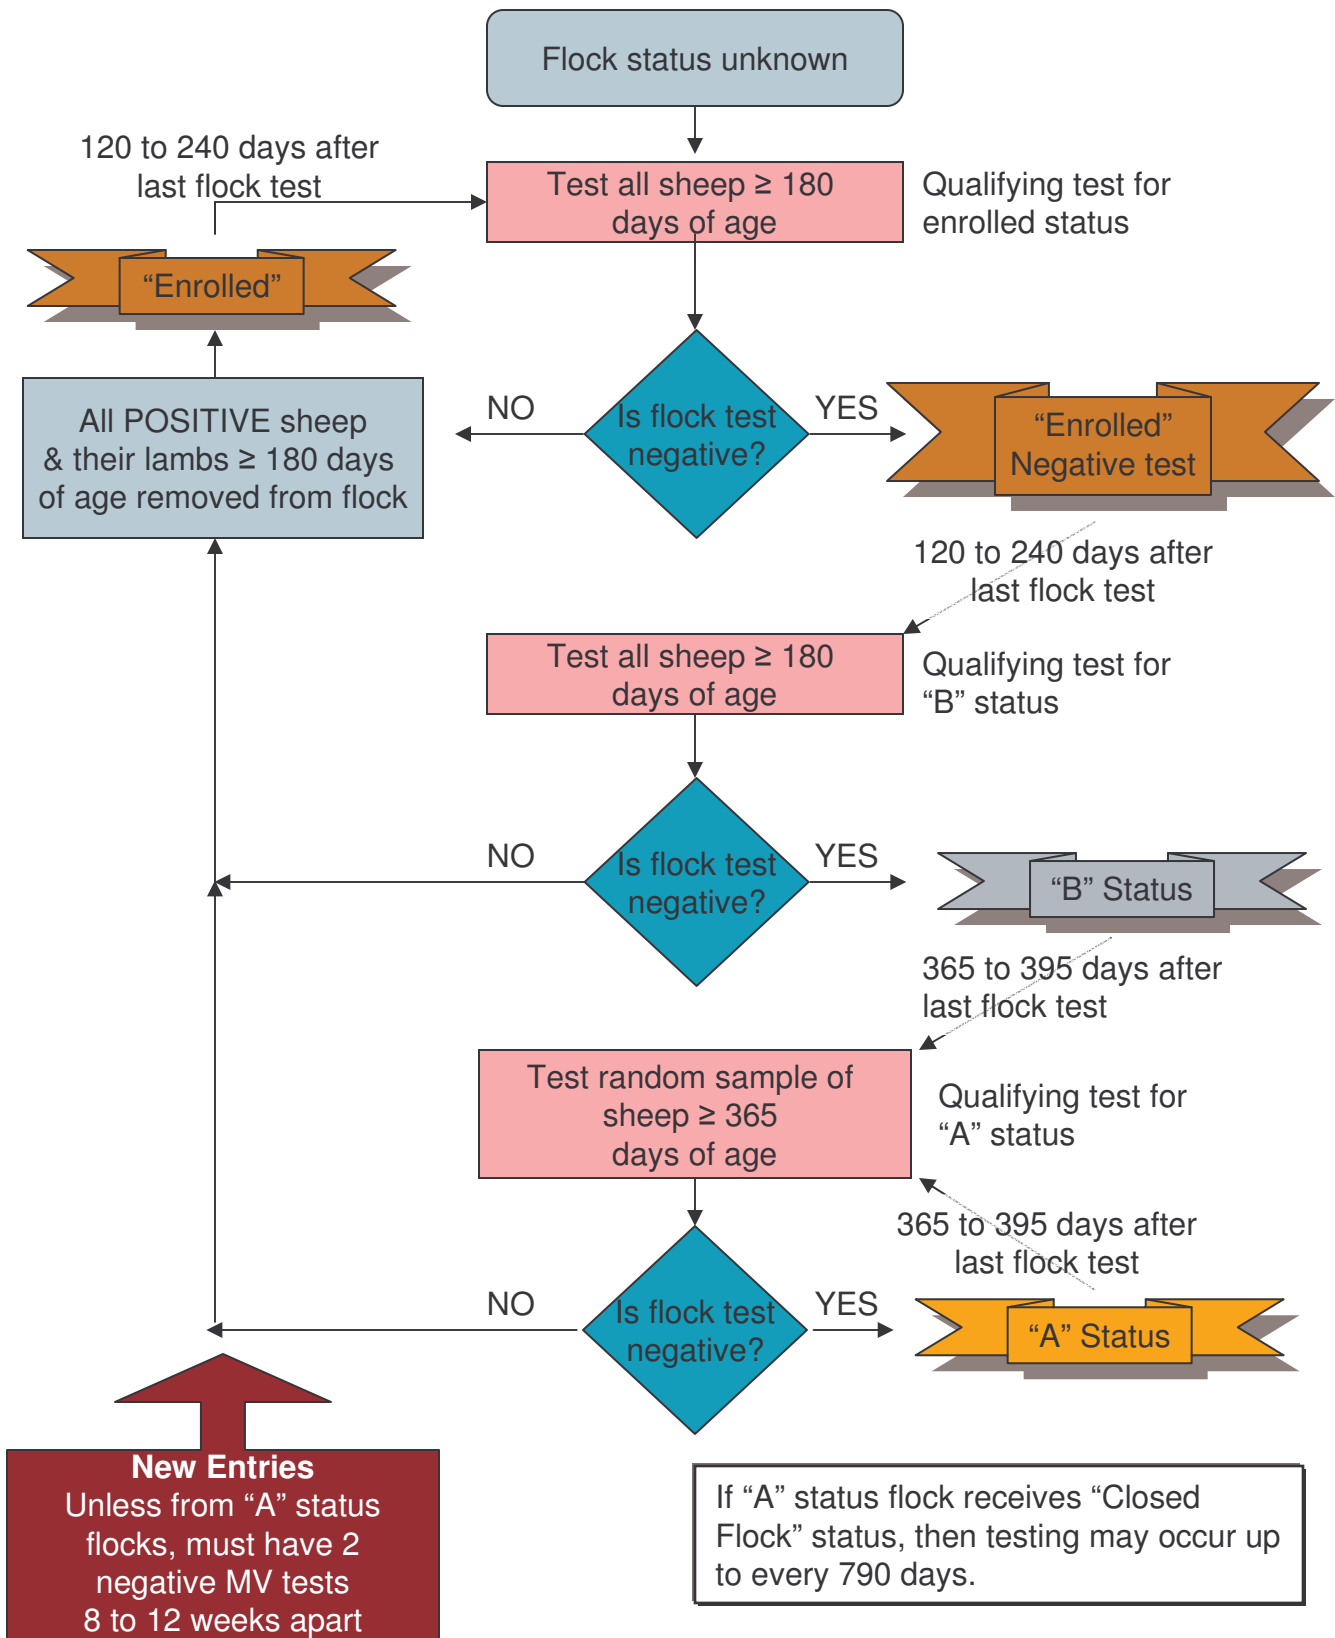 Flock status unknown
120 to 240 days after
last flock test
Test all sheep ≥ 180
days of age
Qualifying test for
enrolled status
“Enrolled”
All POSITIVE sheep
& their lambs ≥ 180 days
of age removed from flock
NO
Is flock test
negative?
YES
“Enrolled”
Negative test
120 to 240 days after
last flock test
Test all sheep ≥ 180
days of age
Qualifying test for
“B” status
NO
Is flock test
negative?
YES
“B” Status
365 to 395 days after
last flock test
Test random sample of
sheep ≥ 365
days of age
Qualifying test for
“A” status
365 to 395 days after
last flock test
NO
Is flock test
negative?
YES
“A” Status
New Entries
Unless from “A” status
flocks, must have 2
negative MV tests
8 to 12 weeks apart
If “A” status flock receives “Closed
Flock” status, then testing may occur up
to every 790 days.